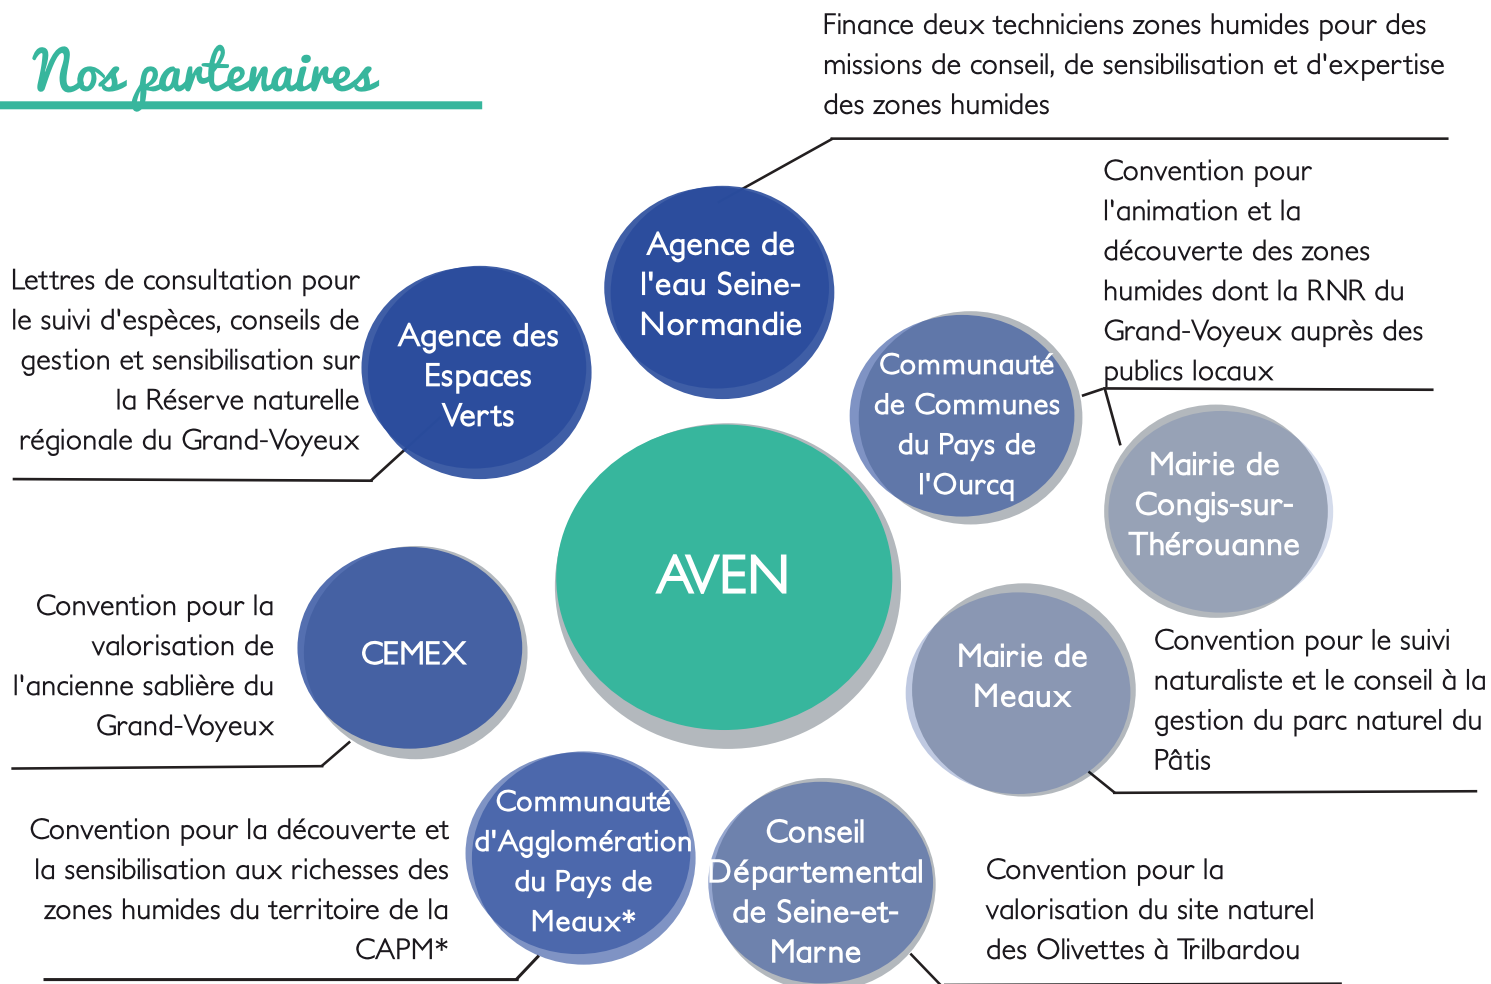 Nos partenaires
Finance deux techniciens zones humides pour des
missions de conseil, de sensibilisation et d'expertise
des zones humides
Agence de
l'eau Seine-
Normandie
Convention pour
l'animation et la
découverte des zones
humides dont la RNR du
Grand-Voyeux auprès des
publics locaux
Lettres de consultation pour
le suivi d'espèces, conseils de
gestion et sensibilisation sur
la Réserve naturelle
régionale du Grand-Voyeux
Agence des
Espaces
Verts
Communauté
de Communes
du Pays de
l'Ourcq
Mairie de
Congis-sur-
Thérouanne
AVEN
Convention pour la
valorisation de
l'ancienne sablière du
Grand-Voyeux
CEMEX
Mairie de
Meaux
Convention pour le suivi
naturaliste et le conseil à la
gestion du parc naturel du
Pâtis
Convention pour la découverte et
la sensibilisation aux richesses des
zones humides du territoire de la
CAPM*
Communauté
d'Agglomération
du Pays de
Meaux*
Conseil
Départemental
de Seine-et-
Marne
Convention pour la
valorisation du site naturel
des Olivettes à Trilbardou